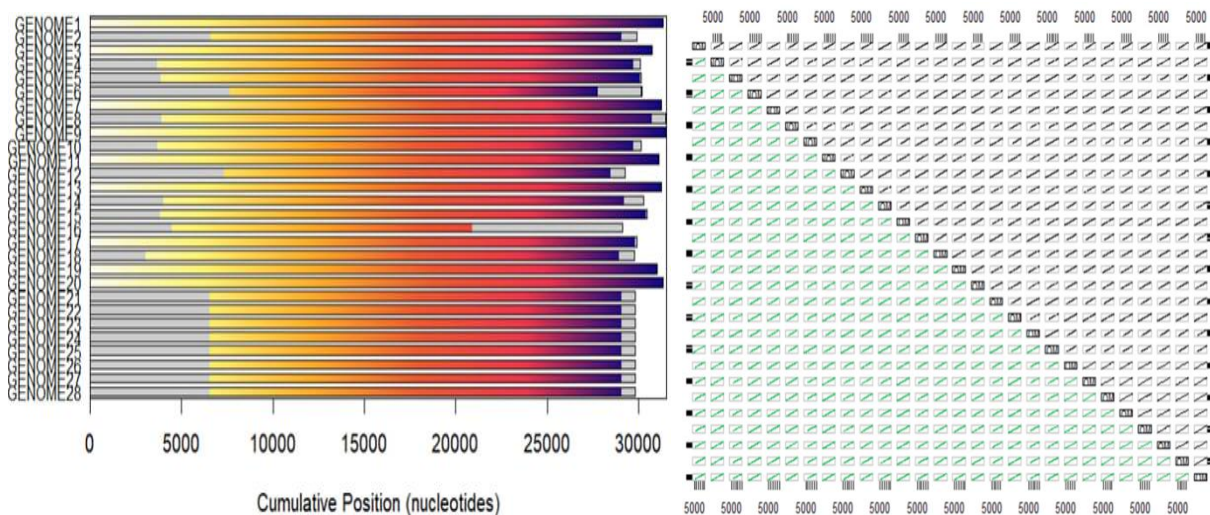 GENOME1
GENOME2
GENOME3
GENOME4
GENOME5
GENOME6
GENOME7
GENOME8
GENOME9
GENOME10
GENOME11
GENOME12
GENOME13
GENOME14
GENOME15
GENOME16
GENOME17
GENOME18
GENOME19
GENOME20
GENOME21
GENOME22
GENOME23
GENOME24
GENOME25
GENOME26
GENOME27
GENOME28
0 5000 10000 15000 20000 25000 30000
Cumulative Position (nucleotides)
5000 5000 5000 5000 5000 5000 5000 5000 5000 5000 5000 5000 5000 5000
5000 5000 5000 5000 5000 5000 5000 5000 5000 5000 5000 5000 5000 5000